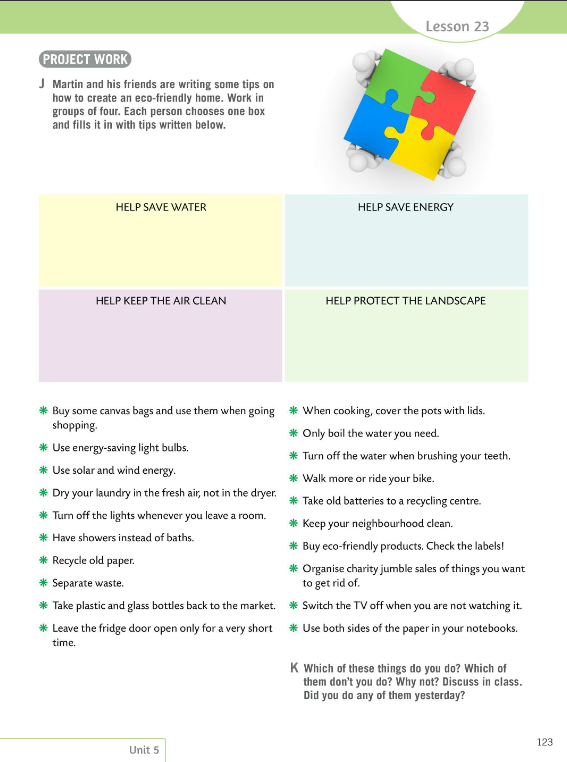 Lesson 23
PROJECT WORK
J Martin and his friends are writing some tips on
how to create an eco-friendly home. Work in
groups of four. Each person chooses one box
and fills it in with tips written below.
HELP SAVE WATER
HELP SAVE ENERGY
HELP KEEP THE AIR CLEAN
HELP PROTECT THE LANDSCAPE
Buy some canvas bags and use them when going
shopping.
Use energy-saving light bulbs.
Use solar and wind energy.
Dry your laundry in the fresh air, not in the dryer.
Turn off the lights whenever you leave a room.
Have showers instead of baths.
Recycle old paper.
Separate waste.
Take plastic and glass bottles back to the market.
Leave the fridge door open only for a very short
time.
When cooking, cover the pots with lids.
Only boil the water you need.
Turn off the water when brushing your teeth.
Walk more or ride your bike.
Take old batteries to a recycling centre.
Keep your neighbourhood clean.
Buy eco-friendly products. Check the labels!
Organise charity jumble sales of things you want
to get rid of.
Switch the TV off when you are not watching it.
Use both sides of the paper in your notebooks.
K Which of these things do you do? Which of
them don't you do? Why not? Discuss in class.
Did you do any of them yesterday?
Unit 5
123